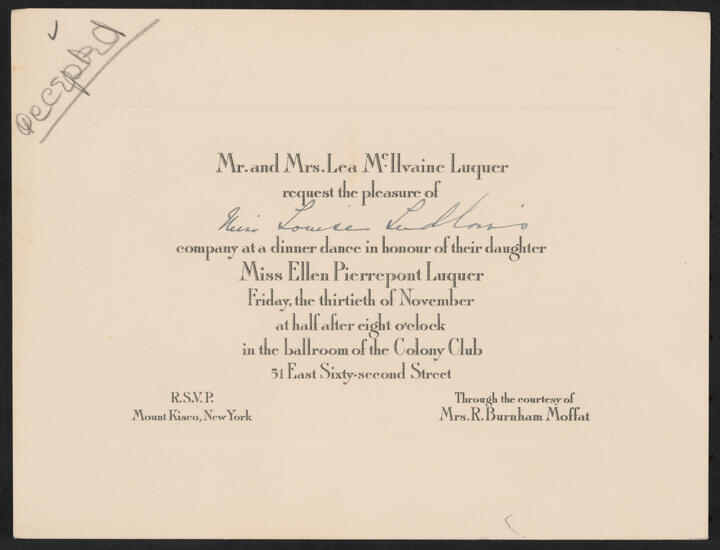 accepted
Mr. and Mrs. Lea McIlvaine Luquer
request the pleasure of
Miss Louise Ludlow's
company at a dinner dance in honour of their daughter
Miss Ellen Pierrepont Luquer
Friday, the thirtieth of November
at half after eight o'clock
in the ballroom of the Colony Club
51 East Sixty-second Street
R.S.V.P.
Mount Kisco, New York
Through the courtesy of
Mrs. R. Burnham Moffat